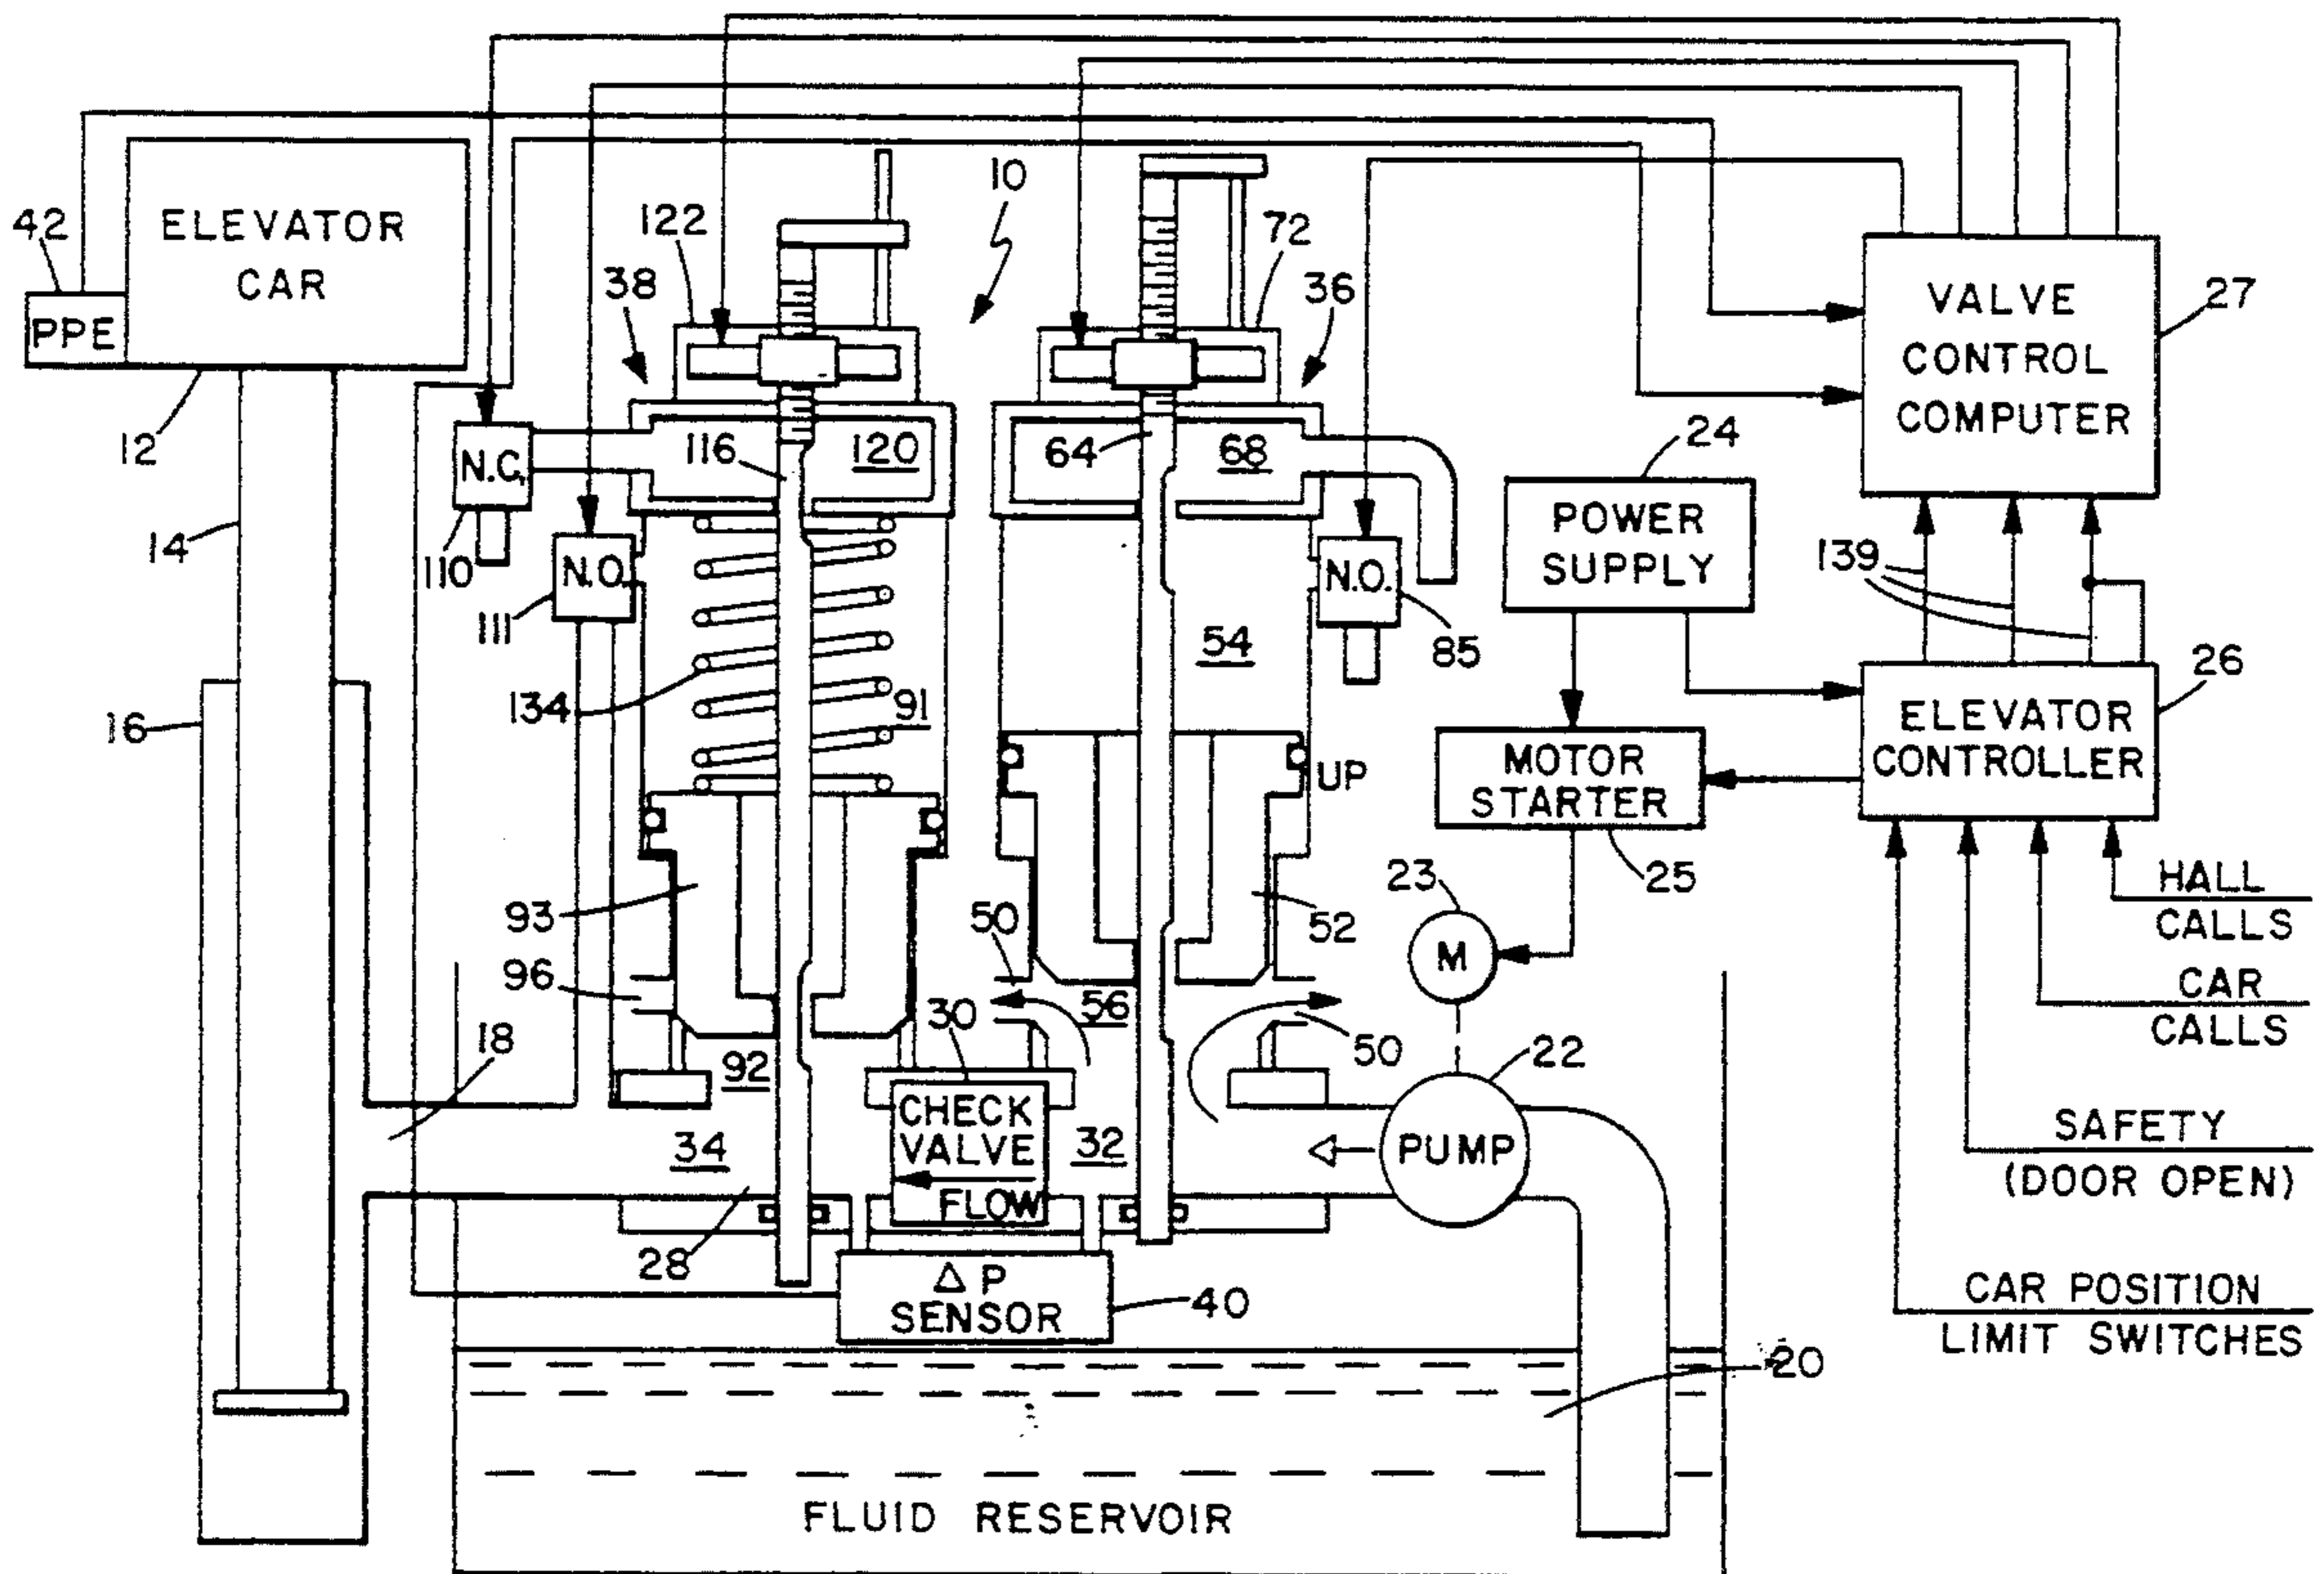 10
42
ELEVATOR
CAR
PPE
122
72
38
36
VALVE
CONTROL
COMPUTER
27
12
N.C.
116
120
64
68
24
POWER
SUPPLY
14
110
N.O.
111
N.O.
85
139
54
26
134
91
16
ELEVATOR
CONTROLLER
MOTOR
STARTER
UP
25
23
HALL
CALLS
93
50
52
M
96
56
30
50
CAR
CALLS
18
92
22
CHECK
VALVE
FLOW
34
32
PUMP
SAFETY
(DOOR OPEN)
28
Δ P
SENSOR
40
CAR POSITION
LIMIT SWITCHES
20
FLUID RESERVOIR